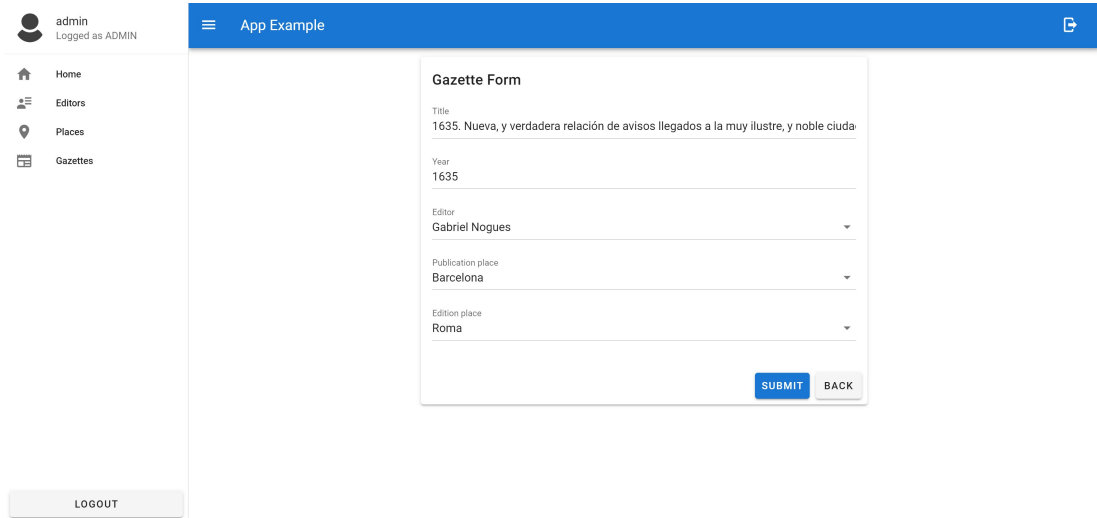 admin
Logged as ADMIN
Home
Editors
Places
Gazettes
LOGOUT
App Example
Gazette Form
Title
1635. Nueva, y verdadera relación de avisos llegados a la muy ilustre, y noble ciuda
Year
1635
Editor
Gabriel Nogues
Publication place
Barcelona
Edition place
Roma
SUBMIT BACK